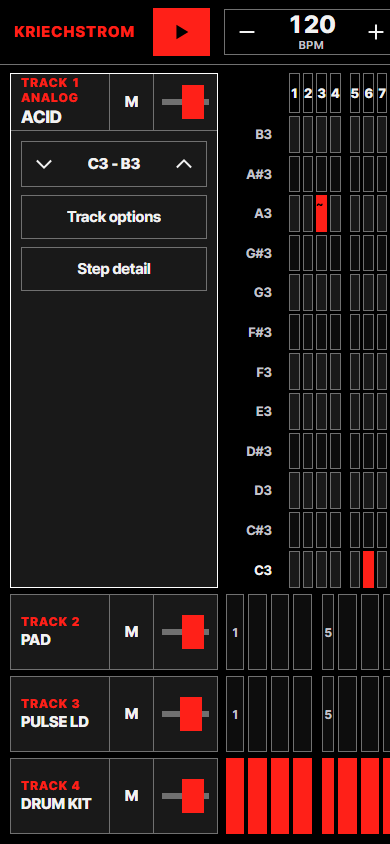 KRIECHSTROM
120
BPM
TRACK 1
ANALOG
ACID
M
1 2 3 4 5 6 7
C3 - B3
Track options
Step detail
B3
A#3
A3
~
G#3
G3
F#3
F3
E3
D#3
D3
C#3
C3
TRACK 2
PAD
M
1
5
TRACK 3
PULSE LD
M
1
5
TRACK 4
DRUM KIT
M